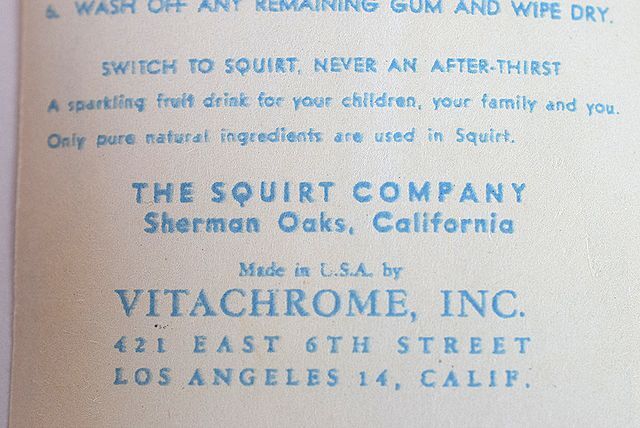 6. WASH OFF ANY REMAINING GUM AND WIPE DRY.
SWITCH TO SQUIRT, NEVER AN AFTER-THIRST
A sparkling fruit drink for your children, your family and you.
Only pure natural ingredients are used in Squirt.
THE SQUIRT COMPANY
Sherman Oaks, California
Made in U.S.A. by
VITACHROME, INC.
421 EAST 6TH STREET
LOS ANGELES 14, CALIF.